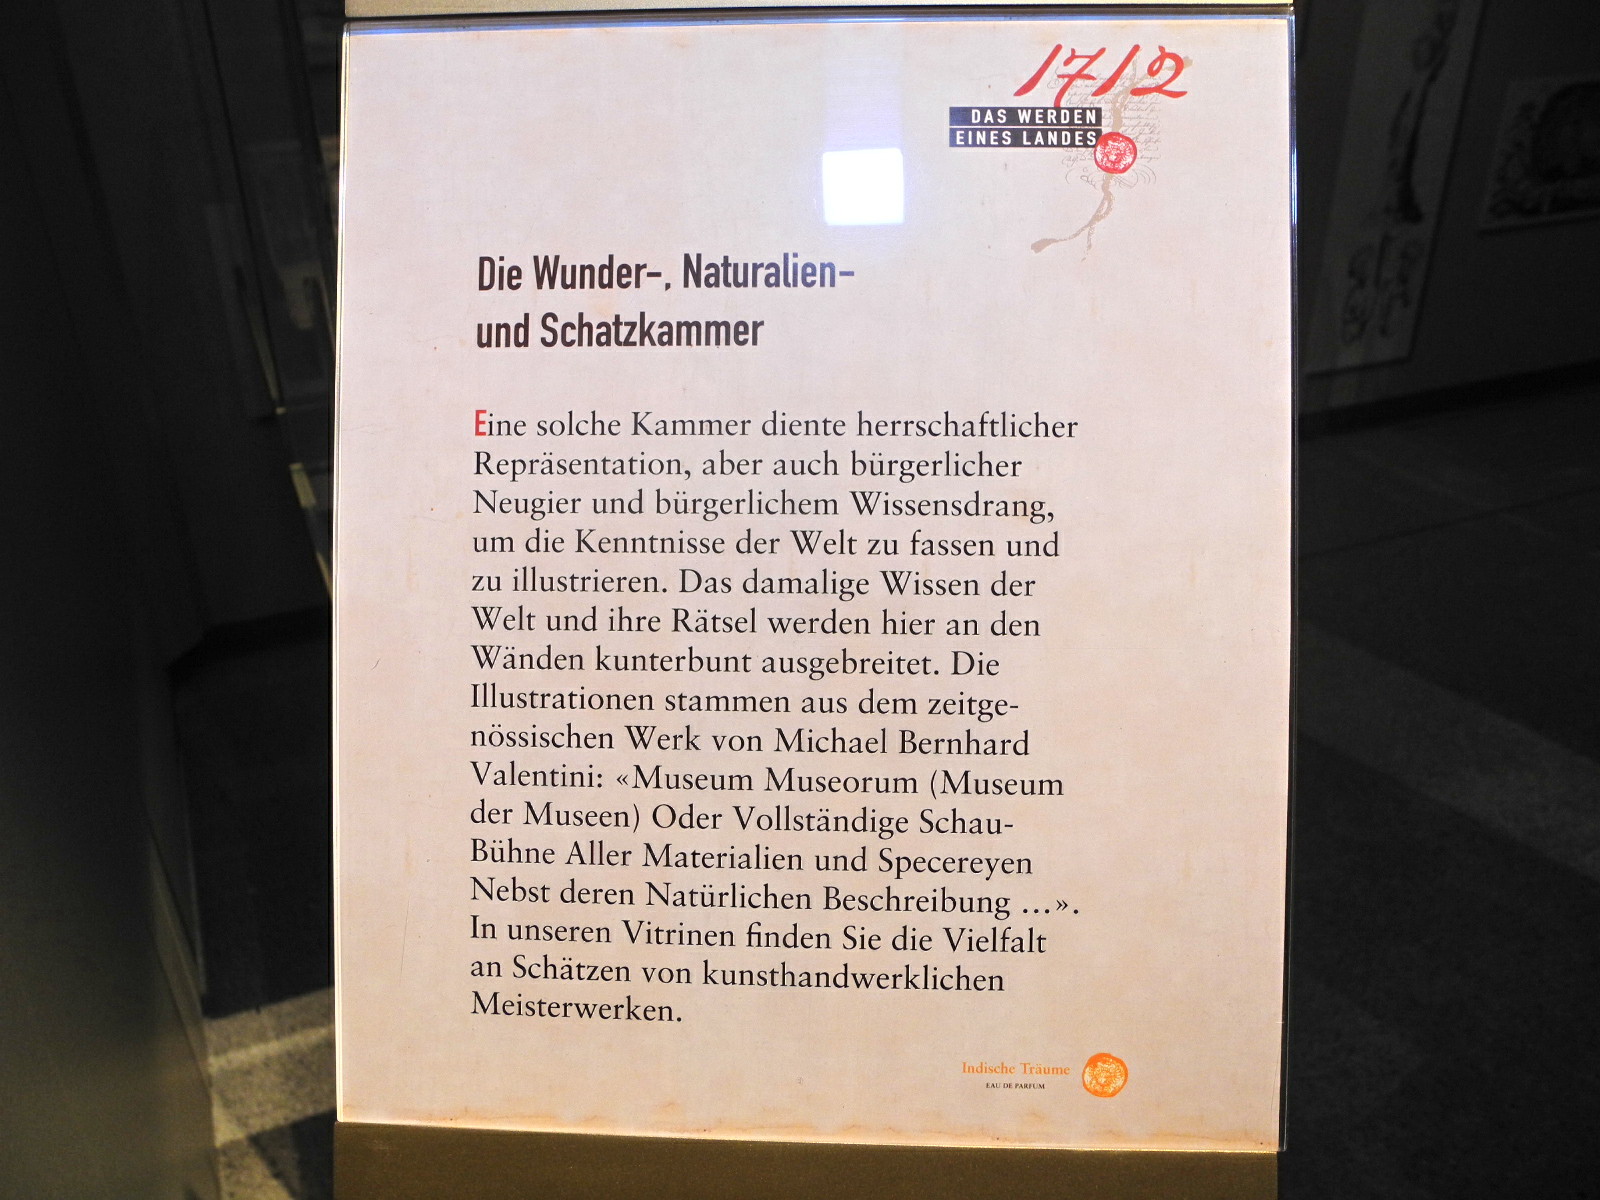 1712
DAS WERDEN
EINES LANDES
Die Wunder-, Naturalien-
und Schatzkammer
Eine solche Kammer diente herrschaftlicher
Repräsentation, aber auch bürgerlicher
Neugier und bürgerlichem Wissensdrang,
um die Kenntnisse der Welt zu fassen und
zu illustrieren. Das damalige Wissen der
Welt und ihre Rätsel werden hier an den
Wänden kunterbunt ausgebreitet. Die
Illustrationen stammen aus dem zeitge-
nössischen Werk von Michael Bernhard
Valentini: «Museum Museorum (Museum
der Museen) Oder Vollständige Schau-
Bühne Aller Materialien und Specereyen
Nebst deren Natürlichen Beschreibung ...».
In unseren Vitrinen finden Sie die Vielfalt
an Schätzen von kunsthandwerklichen
Meisterwerken.
Indische Träume
EAU DE PARFUM